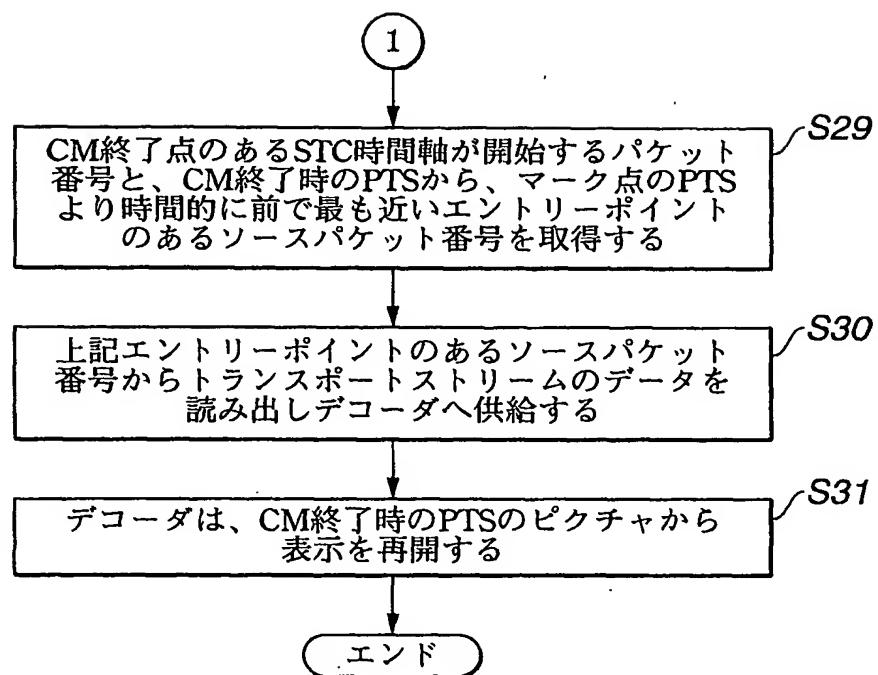 1
S29
CM終了点のあるSTC時間軸が開始するパケット
番号と、CM終了時のPTSから、マーク点のPTS
より時間的に前で最も近いエントリーポイント
のあるソースパケット番号を取得する
S30
上記エントリーポイントのあるソースパケット
番号からトランスポートストリームのデータを
読み出しデコーダへ供給する
S31
デコーダは、CM終了時のPTSのピクチャから
表示を再開する
エンド